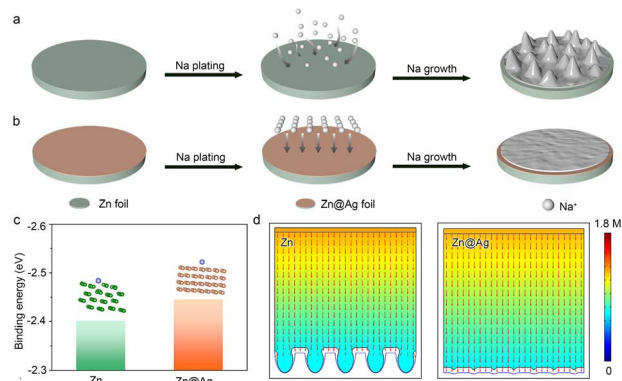 a
Na plating
Na growth
b
Na plating
Na growth
Zn foil
Zn@Ag foil
Na⁺
c
-2.6
-2.5
-2.4
-2.3
Binding energy (eV)
Zn
Zn@Ag
d
Zn
Zn@Ag
1.8 M
0